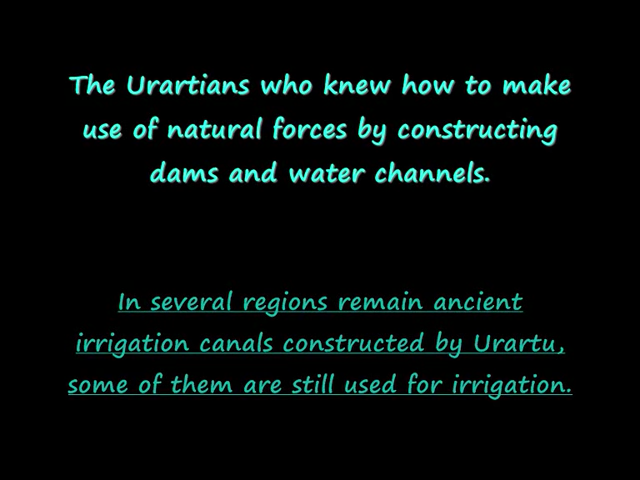 The Urartians who knew how to make
use of natural forces by constructing
dams and water channels.
In several regions remain ancient
irrigation canals constructed by Urartu,
some of them are still used for irrigation.